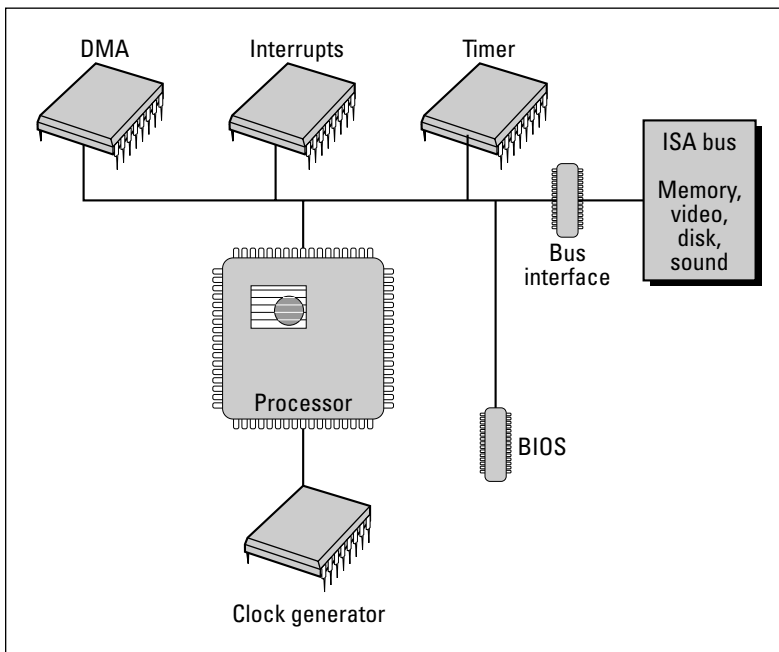 DMA
Interrupts
Timer
ISA bus
Memory,
video,
disk,
sound
Bus
interface
Processor
BIOS
Clock generator